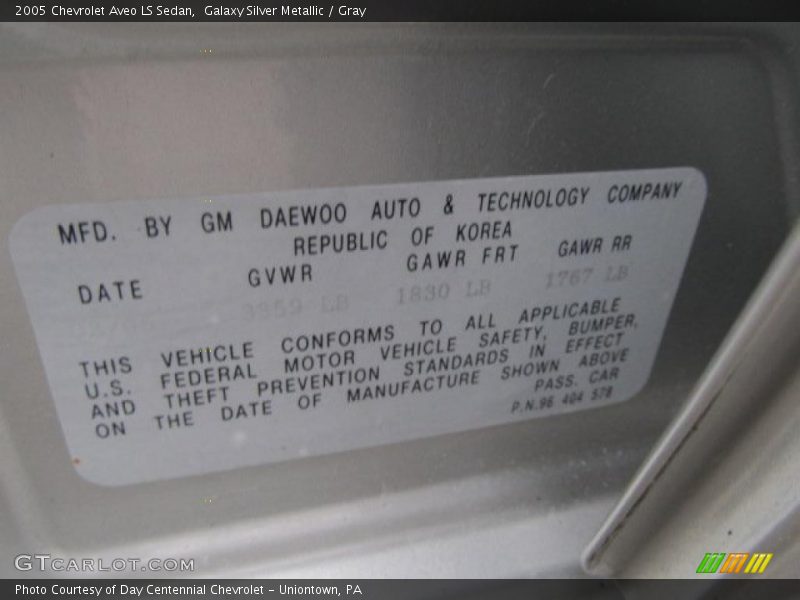 2005 Chevrolet Aveo LS Sedan, Galaxy Silver Metallic / Gray
MFD. BY GM DAEWOO AUTO & TECHNOLOGY COMPANY
REPUBLIC OF KOREA
DATE GVWR GAWR FRT GAWR RR
3359 LB 1830 LB 1767 LB
THIS VEHICLE CONFORMS TO ALL APPLICABLE
U.S. FEDERAL MOTOR VEHICLE SAFETY, BUMPER,
AND THEFT PREVENTION STANDARDS IN EFFECT
ON THE DATE OF MANUFACTURE SHOWN ABOVE
PASS. CAR
P.N.96 404 578
GTCARLOT.COM
Photo Courtesy of Day Centennial Chevrolet - Uniontown, PA